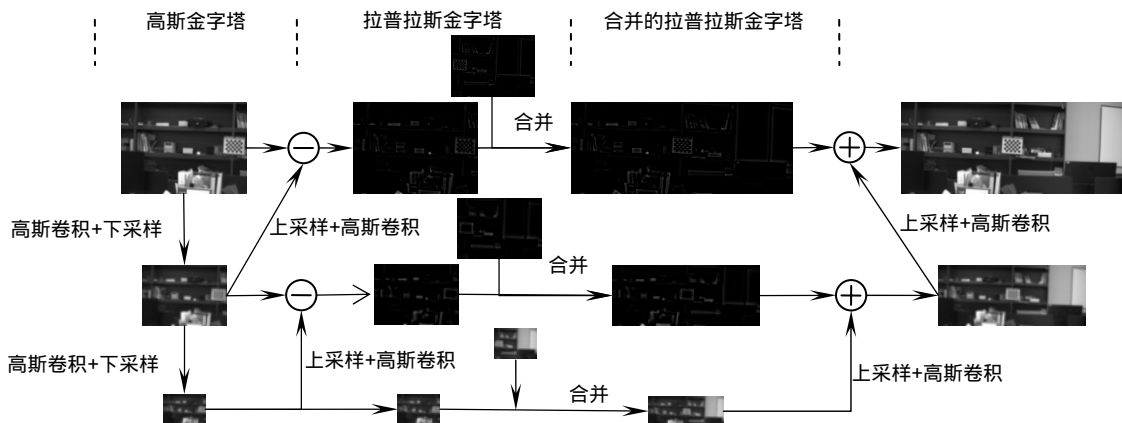 高斯金字塔
拉普拉斯金字塔
合并的拉普拉斯金字塔
合并
高斯卷积+下采样
上采样+高斯卷积
上采样+高斯卷积
合并
高斯卷积+下采样
上采样+高斯卷积
合并
上采样+高斯卷积